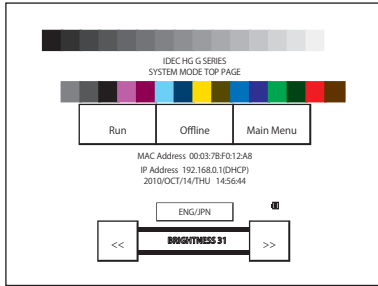 IDEC HG G SERIES
SYSTEM MODE TOP PAGE
Run Offline Main Menu
MAC Address 00:03:7B:F0:12:A8
IP Address 192.168.0.1(DHCP)
2010/OCT/14/THU 14:56:44
ENG/JPN
<< BRIGHTNESS 31 >>